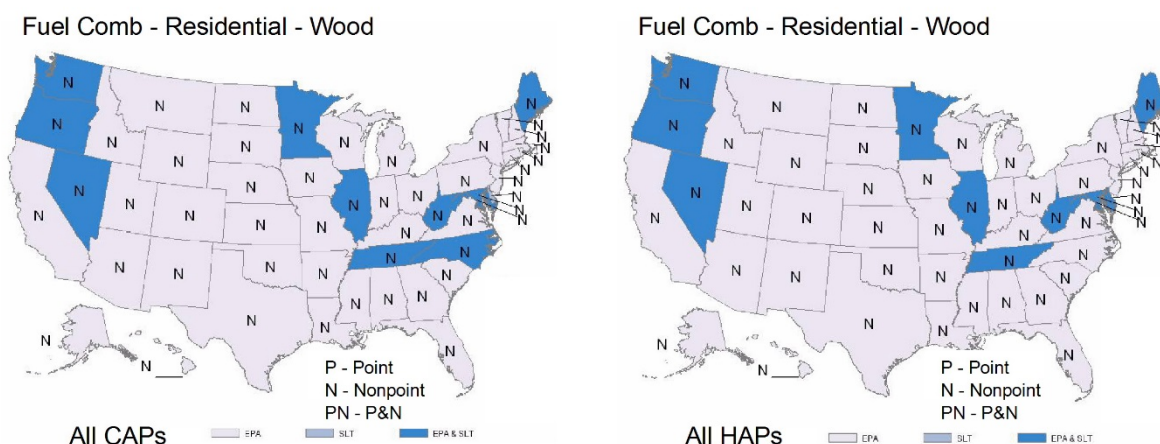 Fuel Comb - Residential - Wood
N N N N N
N N N N N N N
N N N N N N
N N N N N N N N
N N N N N N N
N N N N N N N
N N N N N N
N N N
N N
P - Point
N - Nonpoint
PN - P&N
All CAPs
EPA
SLT
EPA & SLT
Fuel Comb - Residential - Wood
N N N N N
N N N N N N N
N N N N N N
N N N N N N N N
N N N N N N N
N N N N N N N
N N N N N N
N N N
N N
P - Point
N - Nonpoint
PN - P&N
All HAPs
EPA
SLT
EPA & SLT